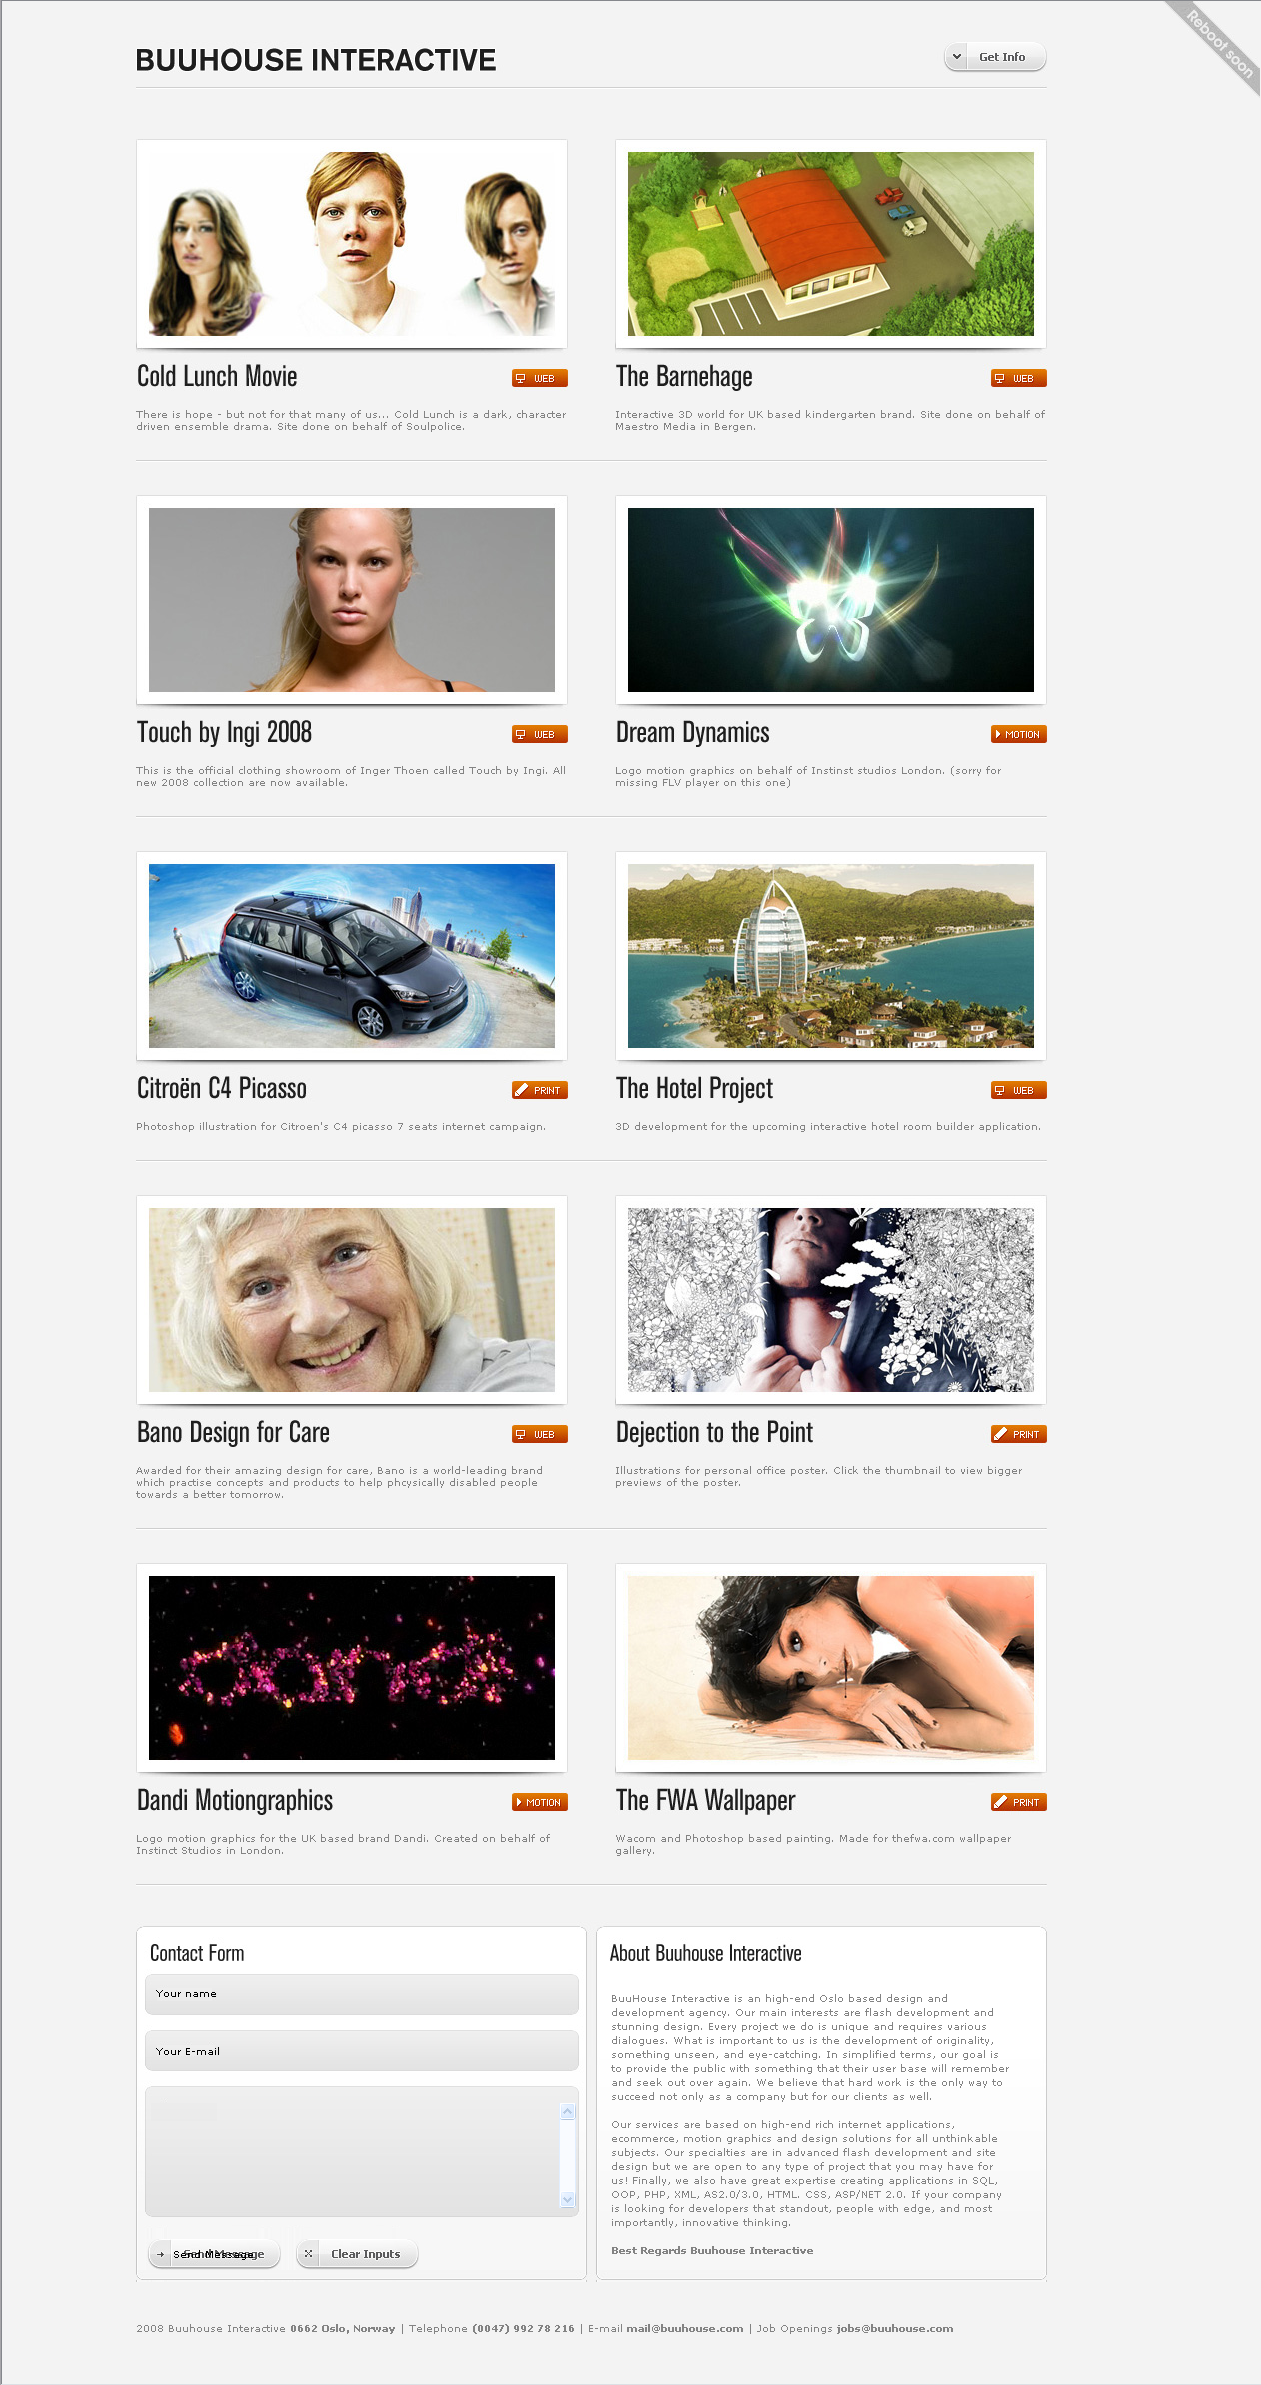 Reboot soon
BUUHOUSE INTERACTIVE
Get Info
Cold Lunch Movie
WEB
There is hope - but not for that many of us... Cold Lunch is a dark, character
driven ensemble drama. Site done on behalf of Soulpolice.
The Barnehage
WEB
Interactive 3D world for UK based kindergarten brand. Site done on behalf of
Maestro Media in Bergen.
Touch by Ingi 2008
WEB
This is the official clothing showroom of Inger Thoen called Touch by Ingi. All
new 2008 collection are now available.
Dream Dynamics
MOTION
Logo motion graphics on behalf of Instinst studios London. (sorry for
missing FLV player on this one)
Citroën C4 Picasso
PRINT
Photoshop illustration for Citroen's C4 picasso 7 seats internet campaign.
The Hotel Project
WEB
3D development for the upcoming interactive hotel room builder application.
Bano Design for Care
WEB
Awarded for their amazing design for care, Bano is a world-leading brand
which practise concepts and products to help phcysically disabled people
towards a better tomorrow.
Dejection to the Point
PRINT
Illustrations for personal office poster. Click the thumbnail to view bigger
previews of the poster.
Dandi Motiongraphics
MOTION
Logo motion graphics for the UK based brand Dandi. Created on behalf of
Instinct Studios in London.
The FWA Wallpaper
PRINT
Wacom and Photoshop based painting. Made for thefwa.com wallpaper
gallery.
Contact Form
Your name
Your E-mail
Send Message
Clear Inputs
About Buuhouse Interactive
BuuHouse Interactive is an high-end Oslo based design and
development agency. Our main interests are flash development and
stunning design. Every project we do is unique and requires various
dialogues. What is important to us is the development of originality,
something unseen, and eye-catching. In simplified terms, our goal is
to provide the public with something that their user base will remember
and seek out over again. We believe that hard work is the only way to
succeed not only as a company but for our clients as well.
Our services are based on high-end rich internet applications,
ecommerce, motion graphics and design solutions for all unthinkable
subjects. Our specialties are in advanced flash development and site
design but we are open to any type of project that you may have for
us! Finally, we also have great expertise creating applications in SQL,
OOP, PHP, XML, AS2.0/3.0, HTML. CSS, ASP/NET 2.0. If your company
is looking for developers that standout, people with edge, and most
importantly, innovative thinking.
Best Regards Buuhouse Interactive
2008 Buuhouse Interactive 0662 Oslo, Norway | Telephone (0047) 992 78 216 | E-mail mail@buuhouse.com | Job Openings jobs@buuhouse.com